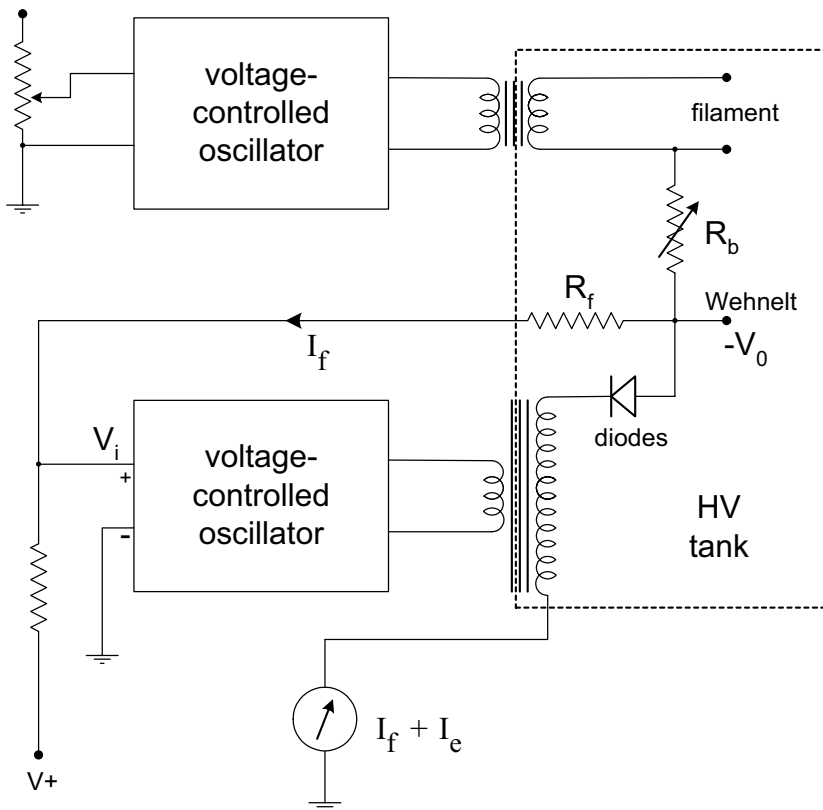 voltage-
controlled
oscillator
filament
R_b
R_f
Wehnelt
-V_0
I_f
diodes
V_i
+
-
voltage-
controlled
oscillator
HV
tank
I_f + I_e
V+